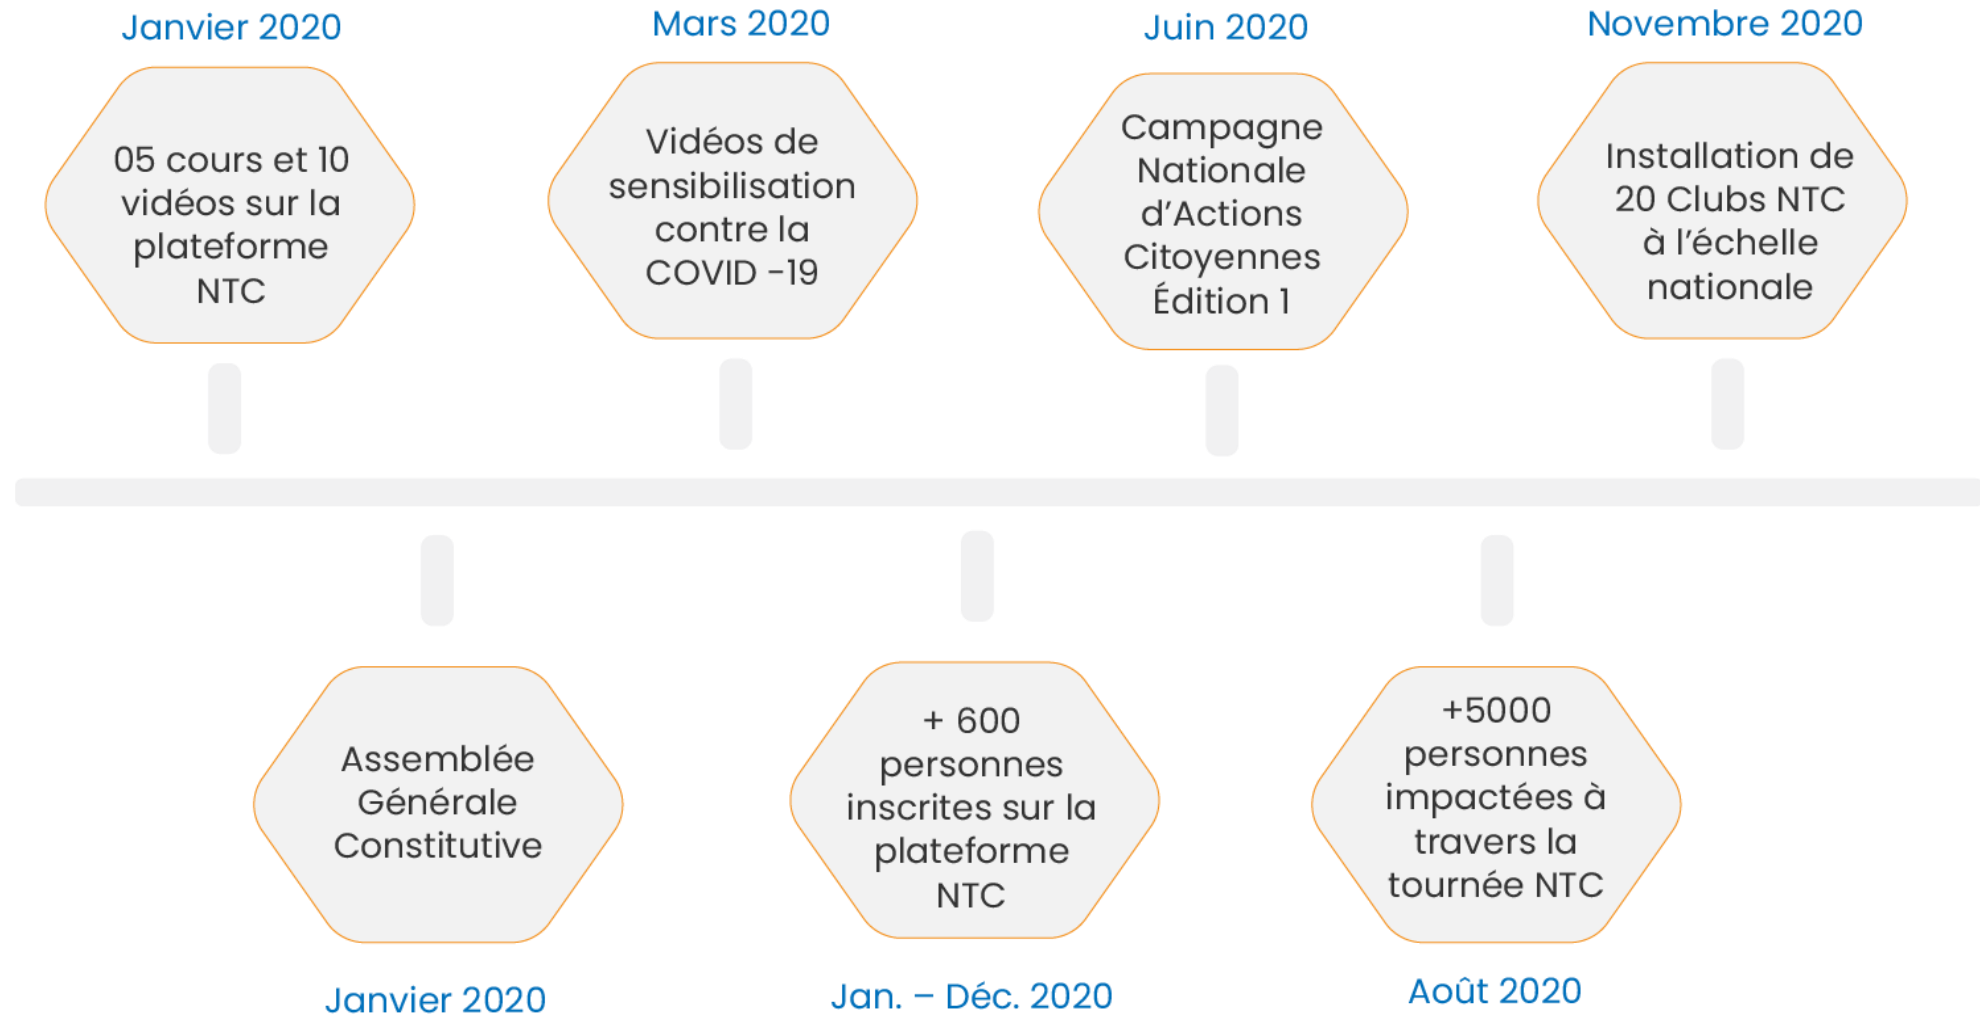 Janvier 2020
05 cours et 10
vidéos sur la
plateforme
NTC
Mars 2020
Vidéos de
sensibilisation
contre la
COVID -19
Juin 2020
Campagne
Nationale
d’Actions
Citoyennes
Édition 1
Novembre 2020
Installation de
20 Clubs NTC
à l’échelle
nationale
Assemblée
Générale
Constitutive
Janvier 2020
+ 600
personnes
inscrites sur la
plateforme
NTC
Jan. – Déc. 2020
+5000
personnes
impactées à
travers la
tournée NTC
Août 2020